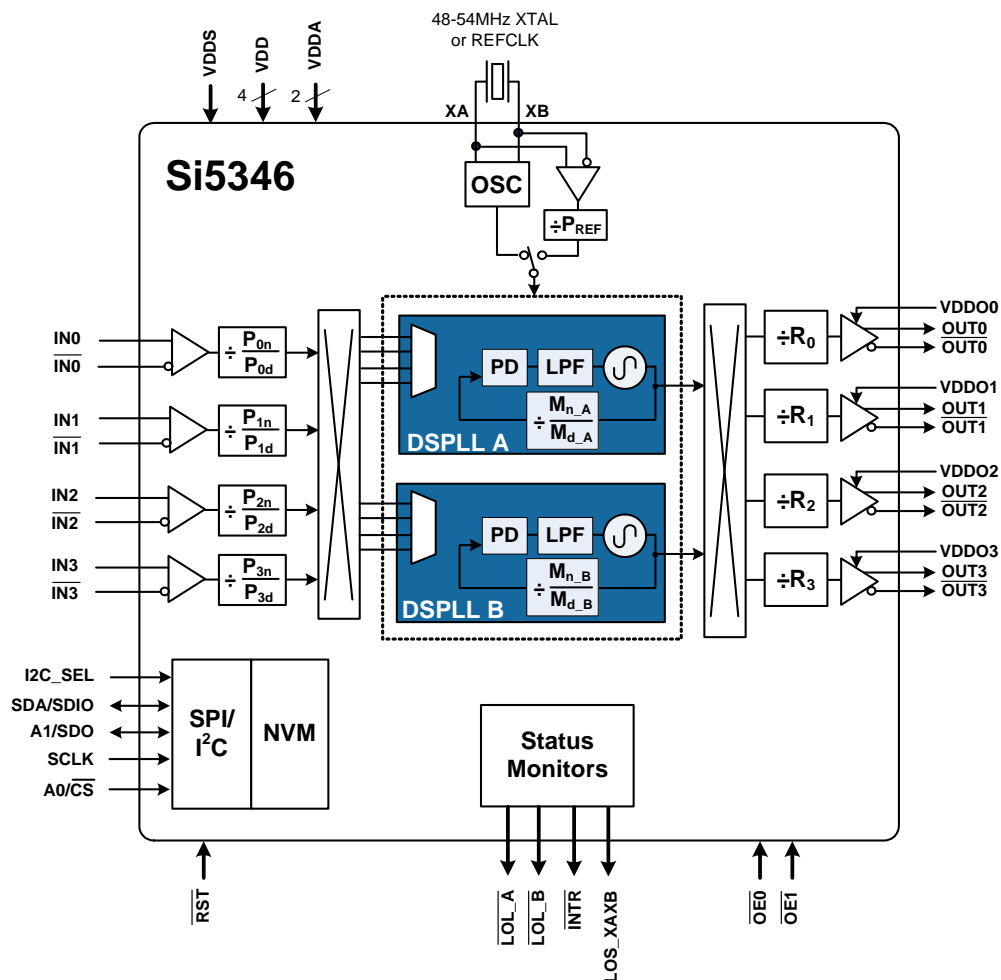 48-54MHz XTAL
or REFCLK
VDDS
VDD
VDDA
4
2
XA
XB
Si5346
OSC
÷PREF
IN0
IN0
÷ P0n
P0d
IN1
IN1
÷ P1n
P1d
IN2
IN2
÷ P2n
P2d
IN3
IN3
÷ P3n
P3d
PD
LPF
÷ Mn_A
Md_A
DSPLL A
PD
LPF
÷ Mn_B
Md_B
DSPLL B
÷R0
VDDO0
OUT0
OUT0
÷R1
VDDO1
OUT1
OUT1
÷R2
VDDO2
OUT2
OUT2
÷R3
VDDO3
OUT3
OUT3
I2C_SEL
SDA/SDIO
A1/SDO
SCLK
A0/CS
SPI/
I²C
NVM
Status
Monitors
RST
LOL_A
LOL_B
INTR
LOS_XAXB
OE0
OE1